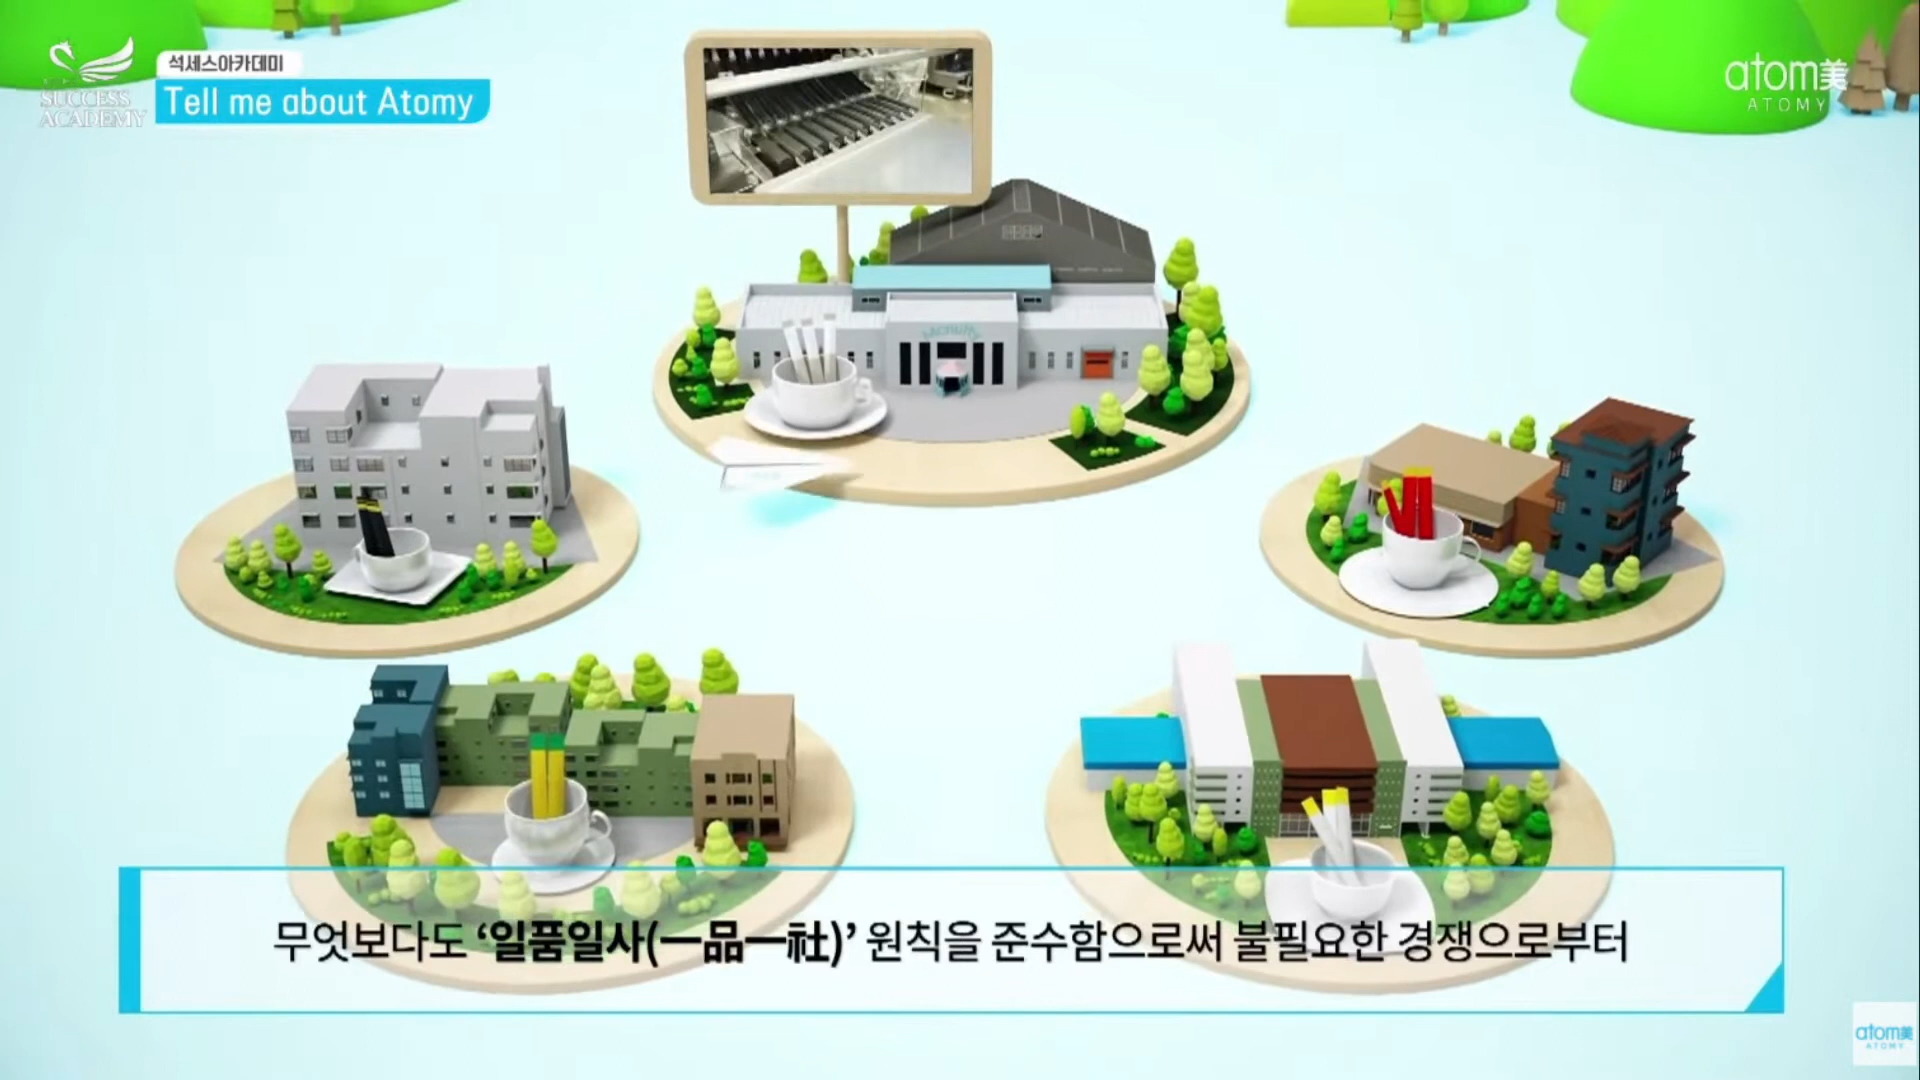 석세스아카데미
SUCCESS
ACADEMY
Tell me about Atomy
atom美
ATOMY
무엇보다도 ‘일품일사(一品一社)’ 원칙을 준수함으로써 불필요한 경쟁으로부터
atom美
ATOMY